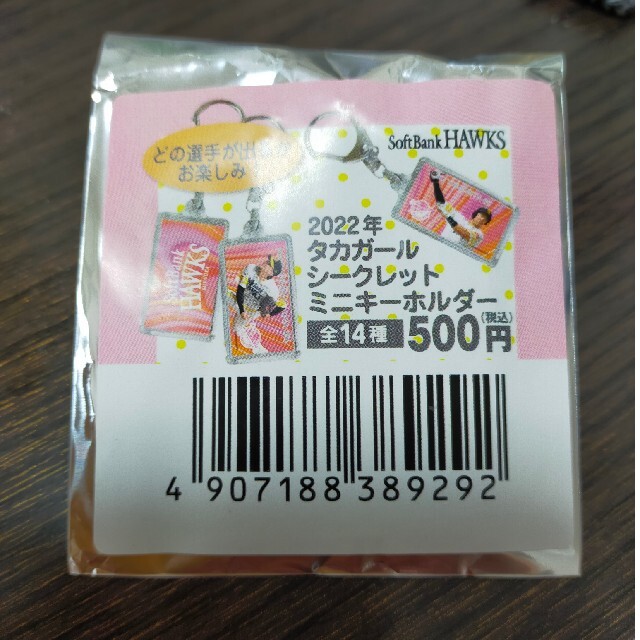 どの選手が出
お楽しみ
SoftBank HAWKS
2022年
タカガール
シークレット
ミニキーホルダー
全14種 500円 (税込)
SoftBank
HAWKS
4 907188 389292